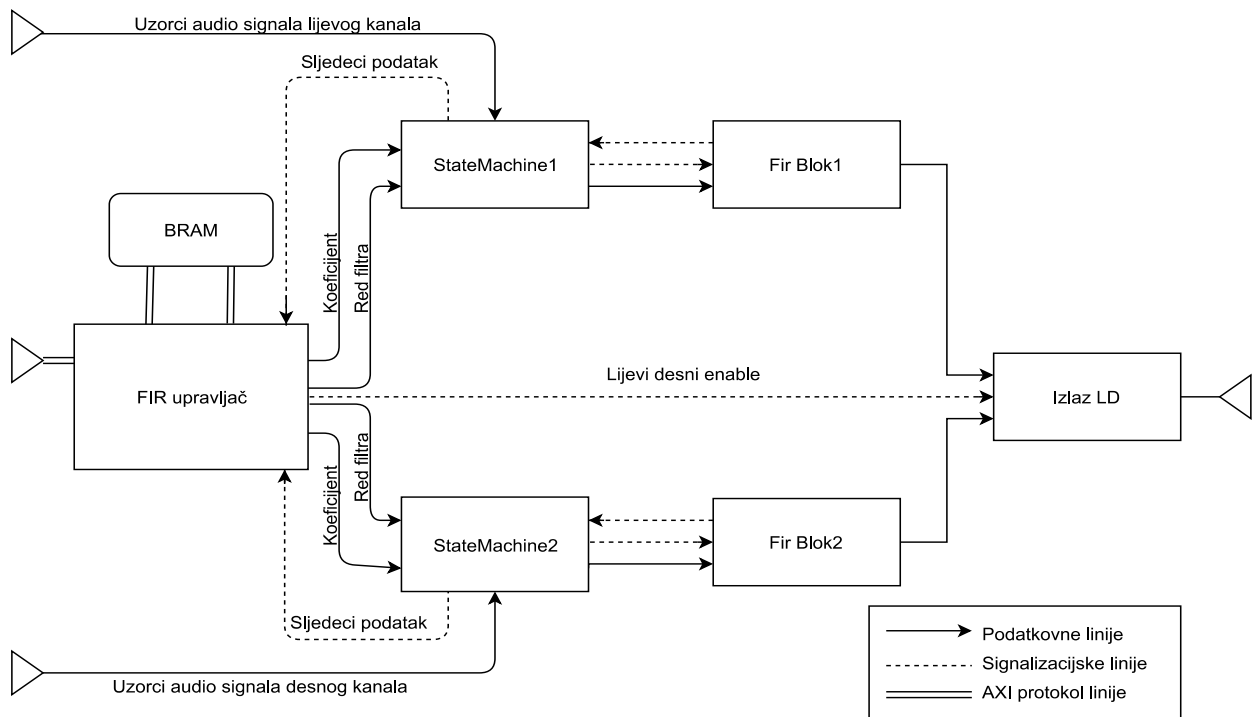 Uzorci audio signala lijevog kanala
Sljedeci podatak
StateMachine1
Fir Blok1
BRAM
Koeficijent
Red filtra
FIR upravljač
Lijevi desni enable
Izlaz LD
Koeficijent
Red filtra
StateMachine2
Fir Blok2
Sljedeci podatak
Uzorci audio signala desnog kanala
Podatkovne linije
Signalizacijske linije
AXI protokol linije